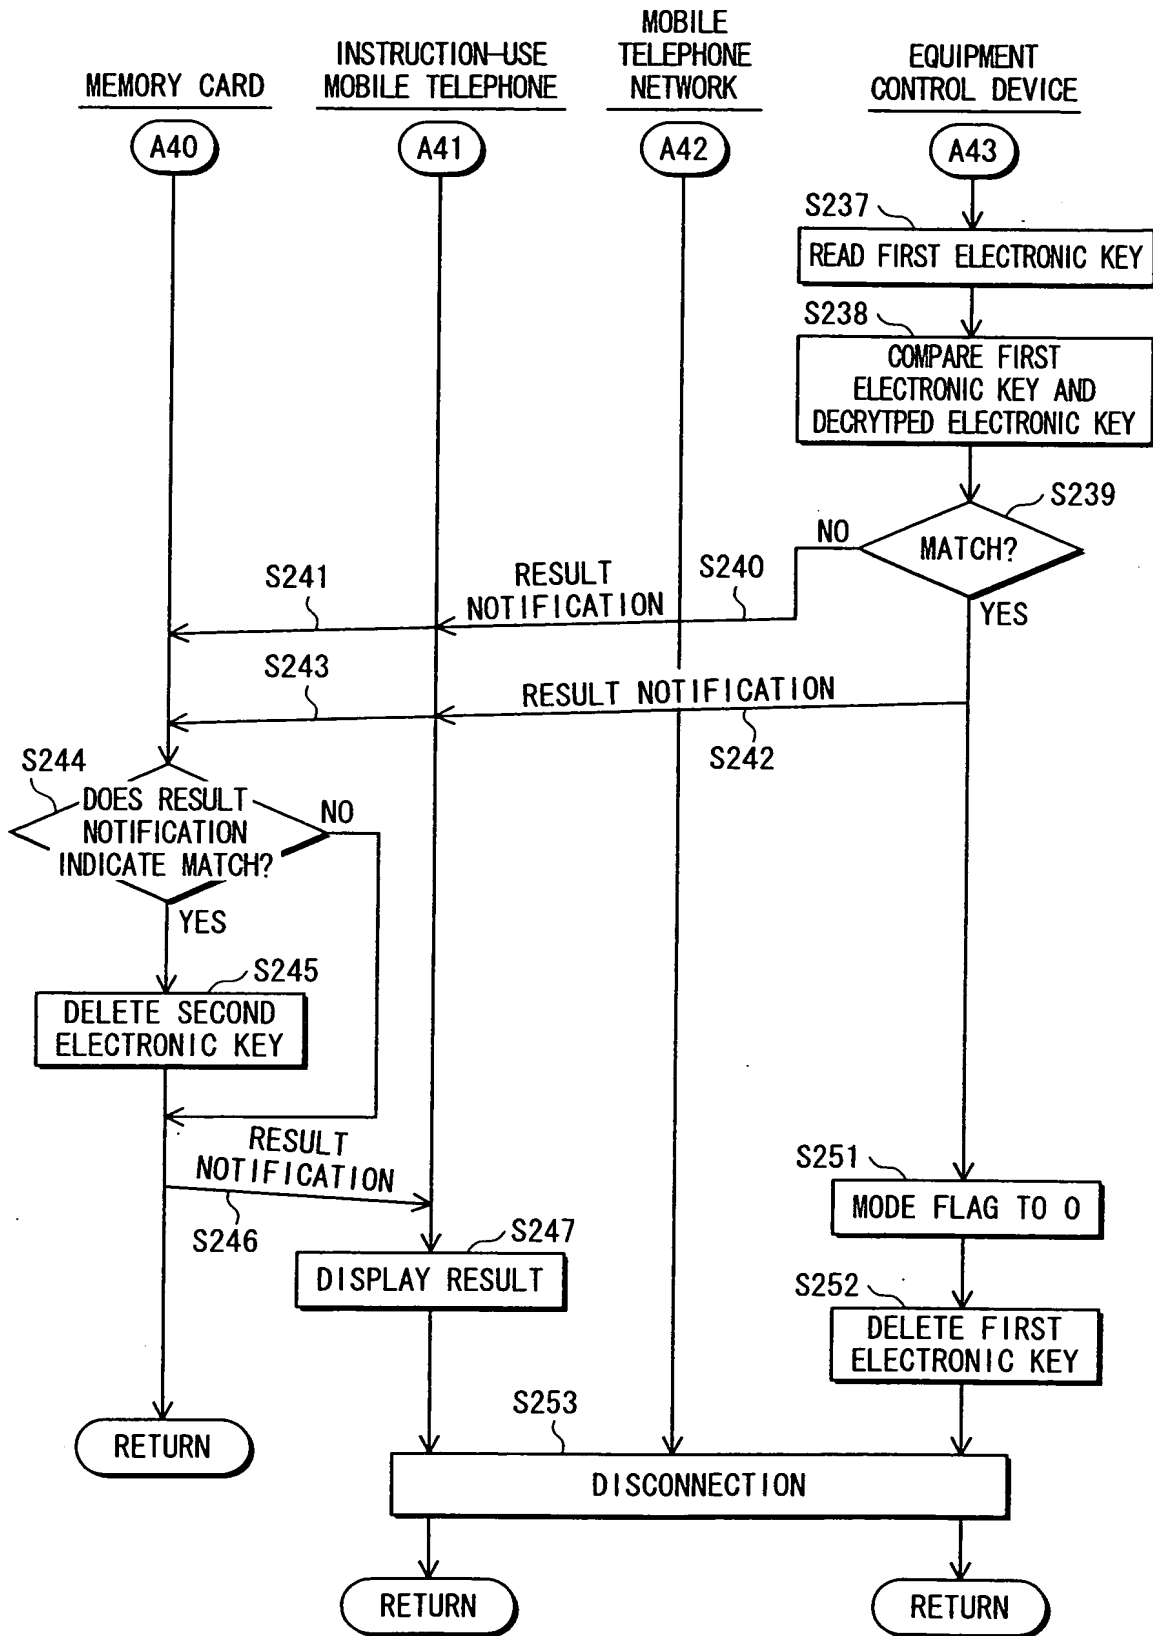 MEMORY CARD
INSTRUCTION-USE
MOBILE TELEPHONE
MOBILE
TELEPHONE
NETWORK
EQUIPMENT
CONTROL DEVICE
A40
A41
A42
A43
S237
READ FIRST ELECTRONIC KEY
S238
COMPARE FIRST
ELECTRONIC KEY AND
DECRYTPED ELECTRONIC KEY
S239
MATCH?
NO
YES
S240
RESULT
NOTIFICATION
S241
S243
RESULT NOTIFICATION
S242
S244
DOES RESULT
NOTIFICATION
INDICATE MATCH?
NO
YES
S245
DELETE SECOND
ELECTRONIC KEY
RESULT
NOTIFICATION
S246
S247
DISPLAY RESULT
S251
MODE FLAG TO 0
S252
DELETE FIRST
ELECTRONIC KEY
S253
DISCONNECTION
RETURN
RETURN
RETURN